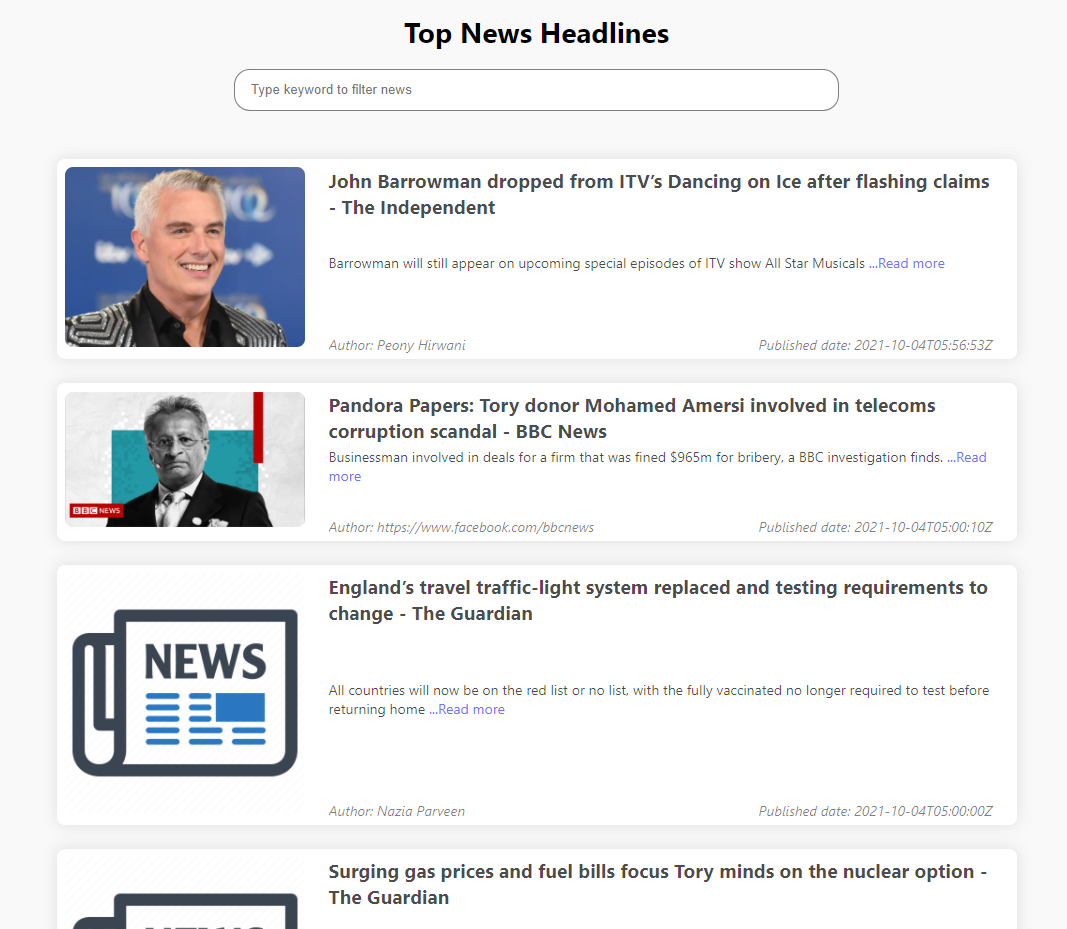 Top News Headlines
Type keyword to filter news
John Barrowman dropped from ITV’s Dancing on Ice after flashing claims
- The Independent
Barrowman will still appear on upcoming special episodes of ITV show All Star Musicals ...Read more
Author: Peony Hirwani
Published date: 2021-10-04T05:56:53Z
Pandora Papers: Tory donor Mohamed Amersi involved in telecoms
corruption scandal - BBC News
Businessman involved in deals for a firm that was fined $965m for bribery, a BBC investigation finds. ...Read
more
BBC NEWS
Author: https://www.facebook.com/bbcnews
Published date: 2021-10-04T05:00:10Z
England’s travel traffic-light system replaced and testing requirements to
change - The Guardian
NEWS
All countries will now be on the red list or no list, with the fully vaccinated no longer required to test before
returning home ...Read more
Author: Nazia Parveen
Published date: 2021-10-04T05:00:00Z
Surging gas prices and fuel bills focus Tory minds on the nuclear option -
The Guardian